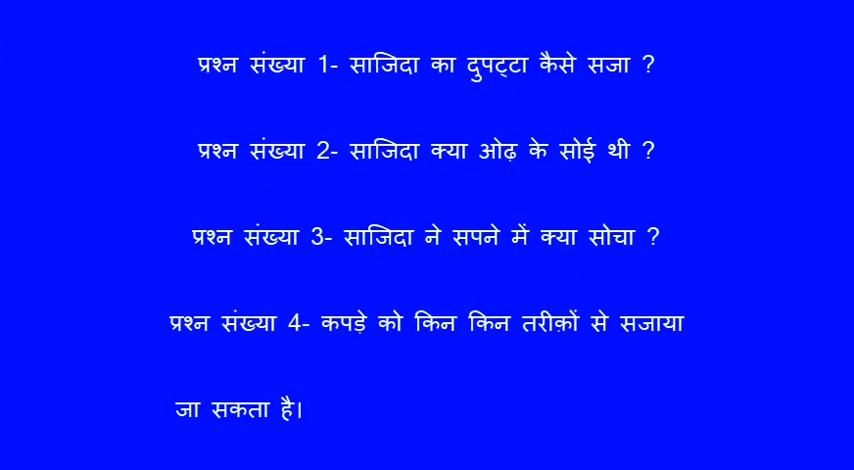 प्रश्न संख्या 1- साजिदा का दुपट्टा कैसे सजा ?
प्रश्न संख्या 2- साजिदा क्या ओढ़ के सोई थी ?
प्रश्न संख्या 3- साजिदा ने सपने में क्या सोचा ?
प्रश्न संख्या 4- कपड़े को किन किन तरीक़ों से सजाया
जा सकता है।